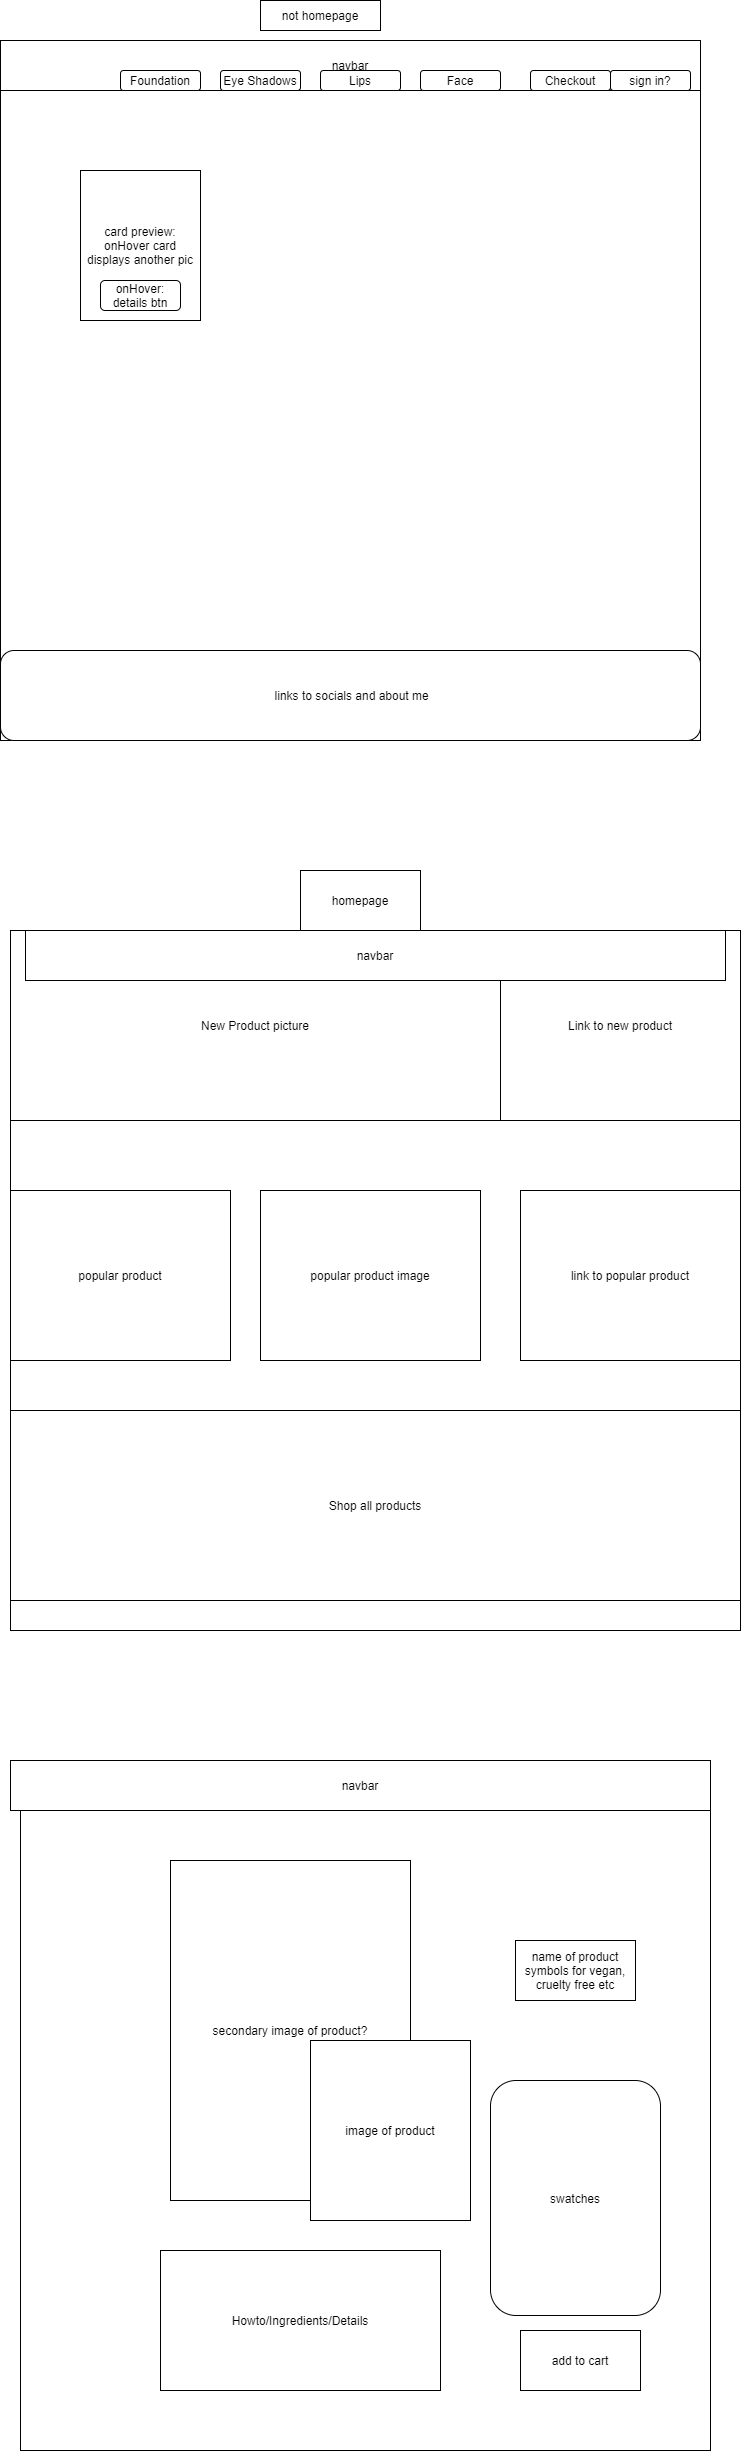 not homepage
navbar
Foundation
Eye Shadows
Lips
Face
Checkout
sign in?
card preview:
onHover card
displays another pic
onHover:
details btn
links to socials and about me
homepage
navbar
New Product picture
Link to new product
popular product
popular product image
link to popular product
Shop all products
navbar
name of product
symbols for vegan,
cruelty free etc
secondary image of product?
image of product
swatches
Howto/Ingredients/Details
add to cart